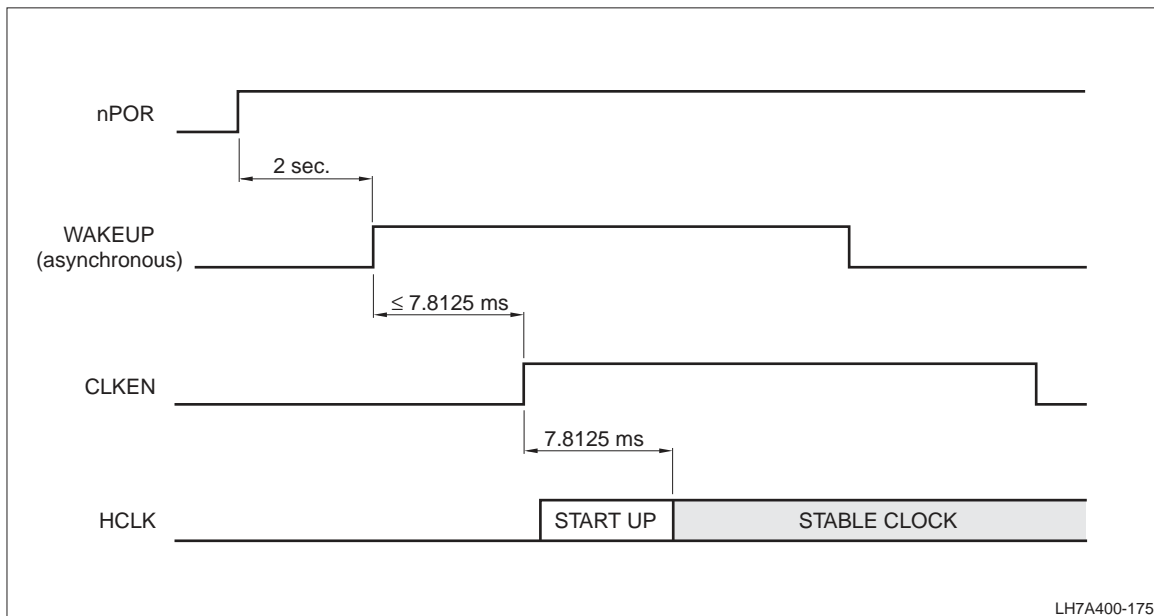 nPOR
2 sec.
WAKEUP
(asynchronous)
≤ 7.8125 ms
CLKEN
7.8125 ms
HCLK
START UP
STABLE CLOCK
LH7A400-175